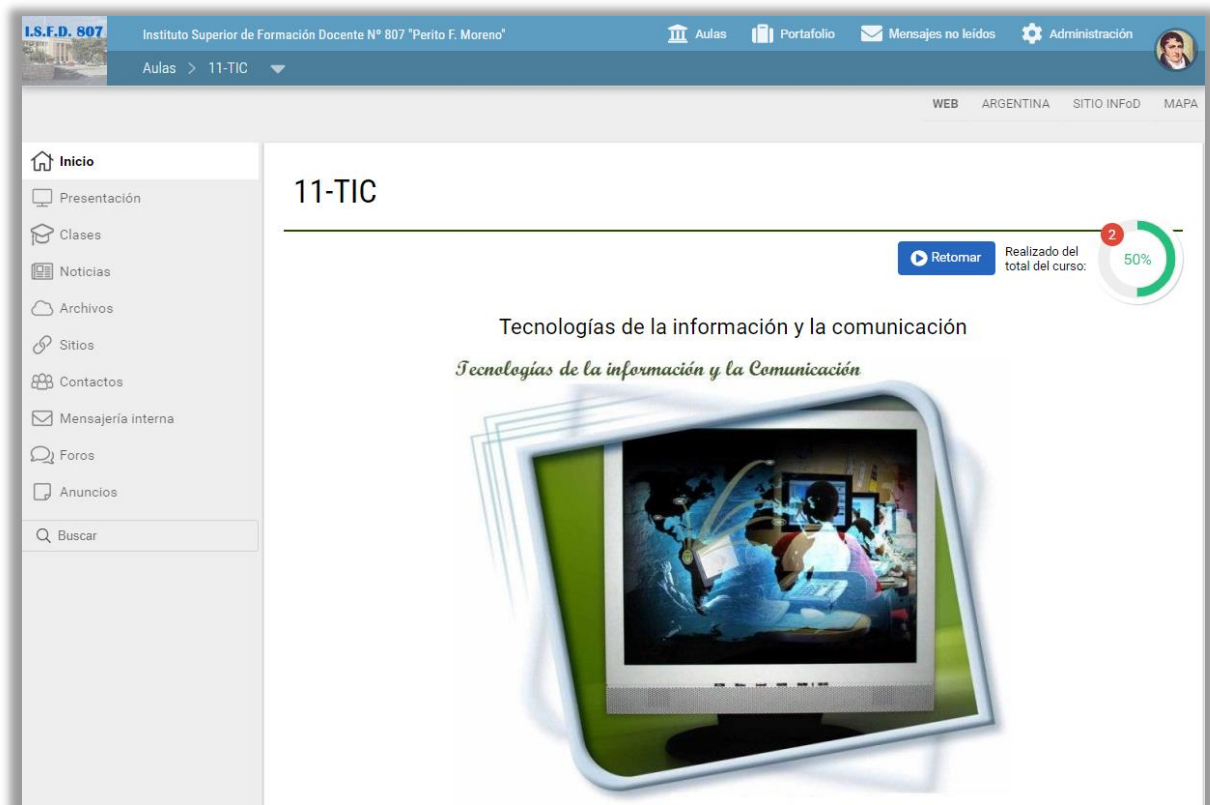 I.S.F.D. 807
Instituto Superior de Formación Docente Nº 807 "Perito F. Moreno"
Aulas
Portafolio
Mensajes no leídos
Administración
Aulas > 11-TIC
WEB
ARGENTINA
SITIO INFoD
MAPA
Inicio
Presentación
Clases
Noticias
Archivos
Sitios
Contactos
Mensajería interna
Foros
Anuncios
Buscar
11-TIC
Retomar
Realizado del
total del curso:
2
50%
Tecnologías de la información y la comunicación
Tecnologías de la información y la Comunicación